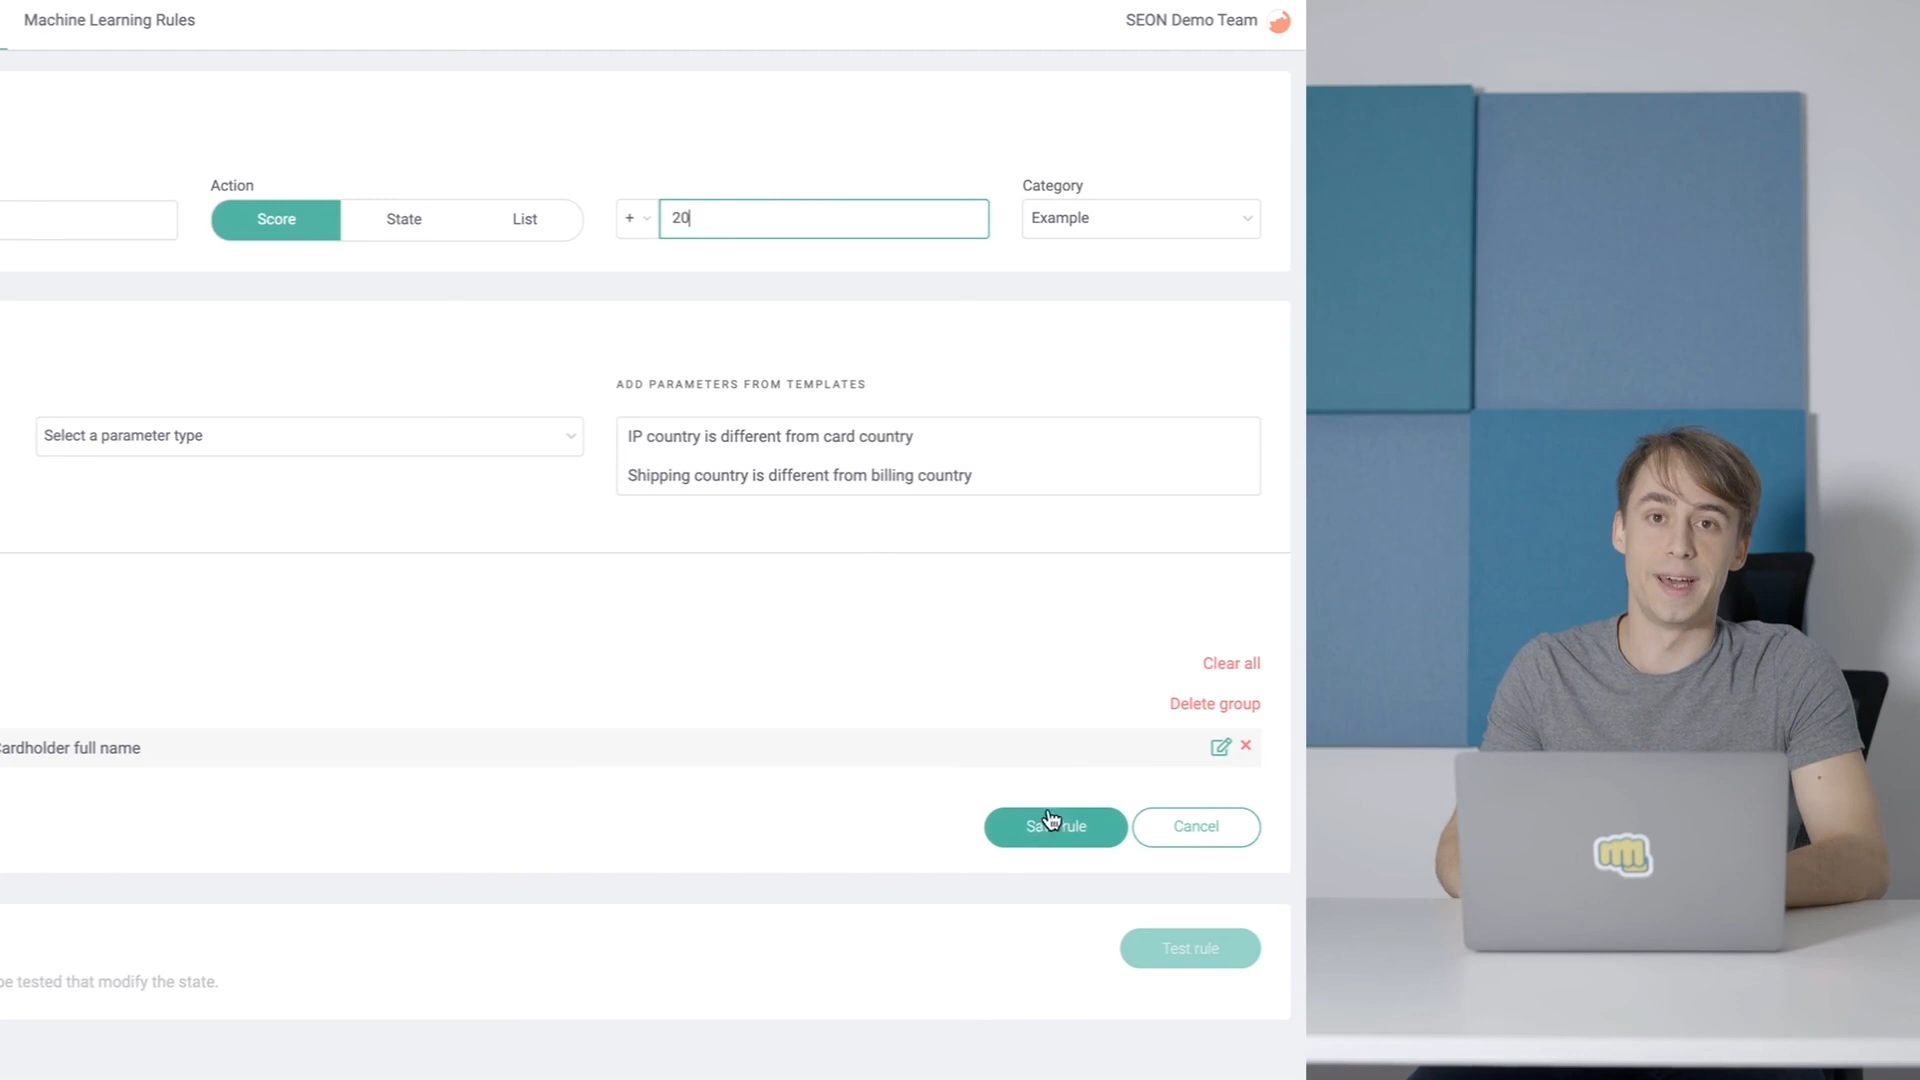 Machine Learning Rules
SEON Demo Team
Action
Category
Score
State
List
+
20
Example
ADD PARAMETERS FROM TEMPLATES
Select a parameter type
IP country is different from card country
Shipping country is different from billing country
Clear all
Delete group
ardholder full name
rule
Cancel
Test rule
be tested that modify the state.